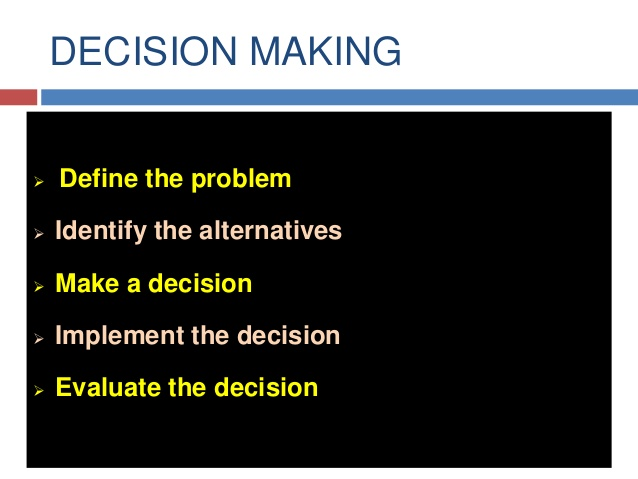 DECISION MAKING
➢ Define the problem
➢ Identify the alternatives
➢ Make a decision
➢ Implement the decision
➢ Evaluate the decision